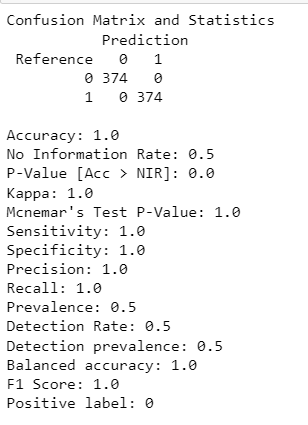 Confusion Matrix and Statistics
Prediction
Reference 0 1
0 374 0
1 0 374
Accuracy: 1.0
No Information Rate: 0.5
P-Value [Acc > NIR]: 0.0
Kappa: 1.0
Mcnemar's Test P-Value: 1.0
Sensitivity: 1.0
Specificity: 1.0
Precision: 1.0
Recall: 1.0
Prevalence: 0.5
Detection Rate: 0.5
Detection prevalence: 0.5
Balanced accuracy: 1.0
F1 Score: 1.0
Positive label: 0